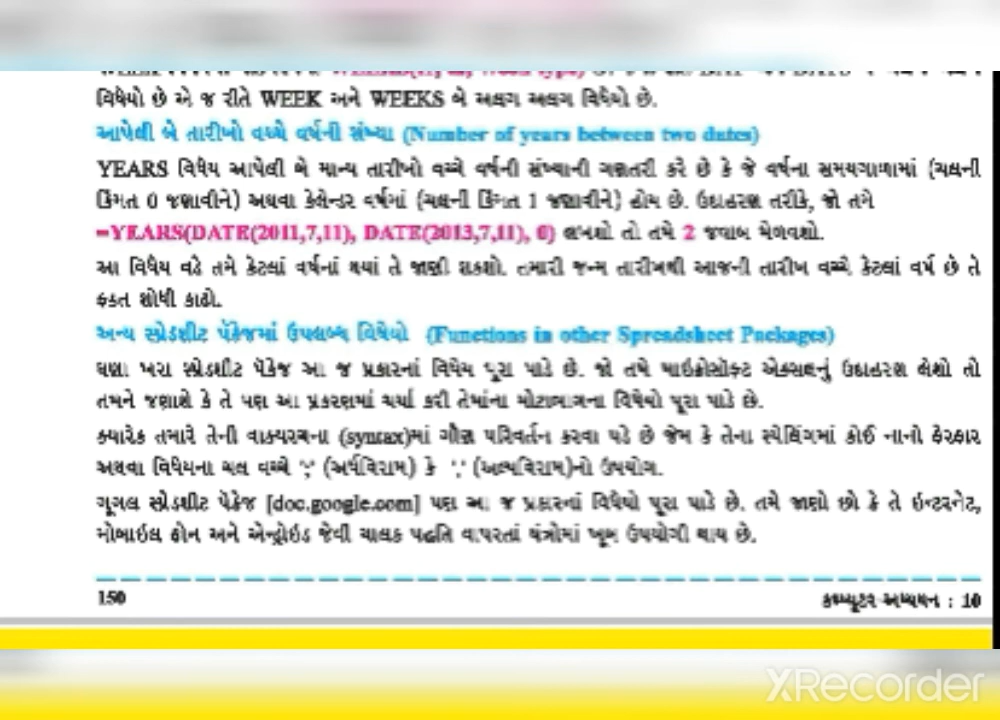 વિધેયો છે એ જ રીતે WEEK અને WEEKS બે અલગ અલગ વિધેયો છે.
આપેલી બે તારીખો વચ્ચે વર્ષની સંખ્યા (Number of years between two dates)
YEARS વિધેય આપેલી બે માન્ય તારીખો વચ્ચે વર્ષની સંખ્યાની ગણતરી કરે છે કે જે વર્ષના સમયગાળામાં (ચલની
કિંમત 0 જણાવીને) અથવા કેલેન્ડર વર્ષમાં (ચલની કિંમત 1 જણાવીને) હોય છે. ઉદાહરણ તરીકે, જો તમે
=YEARS(DATE(2011,7,11), DATE(2013,7,11), 0) લખશો તો તમે 2 જવાબ મેળવશો.
આ વિધેય વડે તમે કેટલાં વર્ષનાં થયાં તે જાણી શકશો. તમારી જન્મ તારીખથી આજની તારીખ વચ્ચે કેટલાં વર્ષ છે તે
ફક્ત શોધી કાઢો.
અન્ય સ્પ્રેડશીટ પૅકેજમાં ઉપલબ્ધ વિધેયો (Functions in other Spreadsheet Packages)
ઘણા ખરા સ્પ્રેડશીટ પૅકેજ આ જ પ્રકારનાં વિધેય પૂરા પાડે છે. જો તમે માઇક્રોસૉફ્ટ એક્સલનું ઉદાહરણ લેશો તો
તમને જણાશે કે તે પણ આ પ્રકરણમાં ચર્ચા કરી તેમાંના મોટાભાગના વિધેયો પૂરા પાડે છે.
ક્યારેક તમારે તેની વાક્યરચના (syntax)માં ગૌણ પરિવર્તન કરવા પડે છે જેમ કે તેના સ્પેલિંગમાં કોઈ નાનો ફેરફાર
અથવા વિધેયના ચલ વચ્ચે ';' (અર્ધવિરામ) કે ',' (અલ્પવિરામ)નો ઉપયોગ.
ગૂગલ સ્પ્રેડશીટ પૅકેજ [doc.google.com] પણ આ જ પ્રકારનાં વિધેયો પૂરા પાડે છે. તમે જાણો છો કે તે ઇન્ટરનેટ,
મોબાઇલ ફોન અને એન્ડ્રોઇડ જેવી ચાલક પદ્ધતિ વાપરતાં યંત્રોમાં ખૂબ ઉપયોગી થાય છે.
150
કમ્પ્યૂટર-અધ્યયન : 10
XRecorder